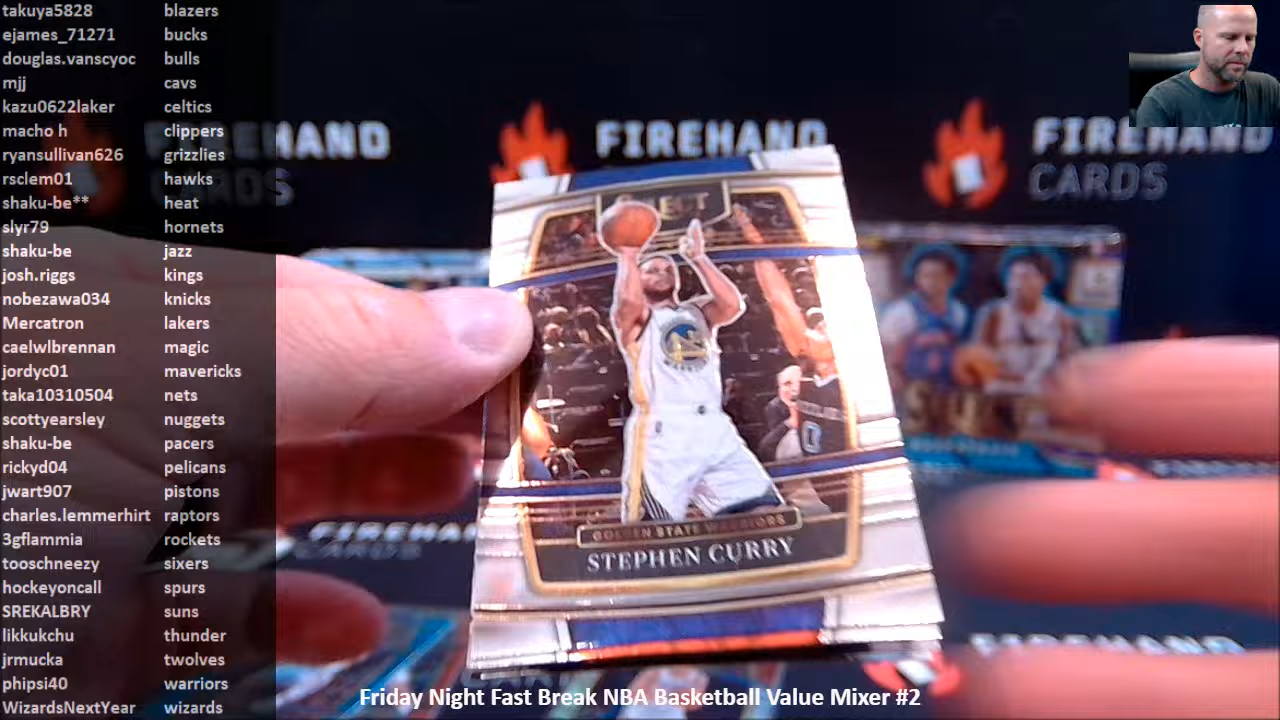 takuya5828 blazers
ejames_71271 bucks
douglas.vanscyoc bulls
mjj cavs
kazu0622laker celtics
macho h clippers
ryansullivan626 grizzlies
rsclem01 hawks
shaku-be** heat
slyr79 hornets
shaku-be jazz
josh.riggs kings
nobezawa034 knicks
Mercatron lakers
caelwlbrennan magic
jordyc01 mavericks
taka10310504 nets
scottyearsley nuggets
shaku-be pacers
rickyd04 pelicans
jwart907 pistons
charles.lemmerhirt raptors
3gflammia rockets
tooschneezy sixers
hockeyoncall spurs
SREKALBRY suns
likkukchu thunder
jrmucka twolves
phipsi40 warriors
WizardsNextYear wizards
FIREHAND CARDS
FIREHAND
FIREHAND CARDS
SELECT
GOLDEN STATE WARRIORS
STEPHEN CURRY
FIREHAND CARDS
Friday Night Fast Break NBA Basketball Value Mixer #2